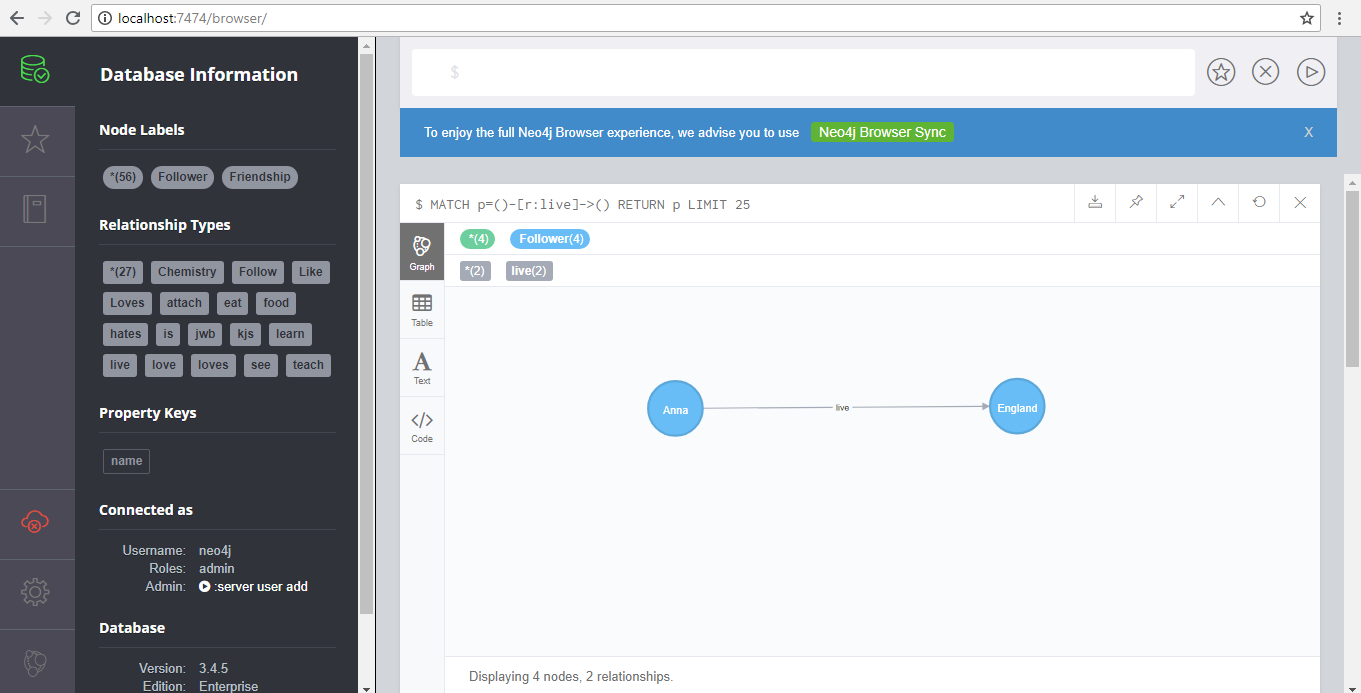 localhost:7474/browser/
Database Information
Node Labels
*(56) Follower Friendship
Relationship Types
*(27) Chemistry Follow Like
Loves attach eat food
hates is jwb kjs learn
live love loves see teach
Property Keys
name
Connected as
Username: neo4j
Roles: admin
Admin: :server user add
Database
Version: 3.4.5
Edition: Enterprise
$
To enjoy the full Neo4j Browser experience, we advise you to use Neo4j Browser Sync X
$ MATCH p=()-[r:live]->() RETURN p LIMIT 25
Graph
Table
Text
Code
*(4) Follower(4)
*(2) live(2)
Anna live England
Displaying 4 nodes, 2 relationships.